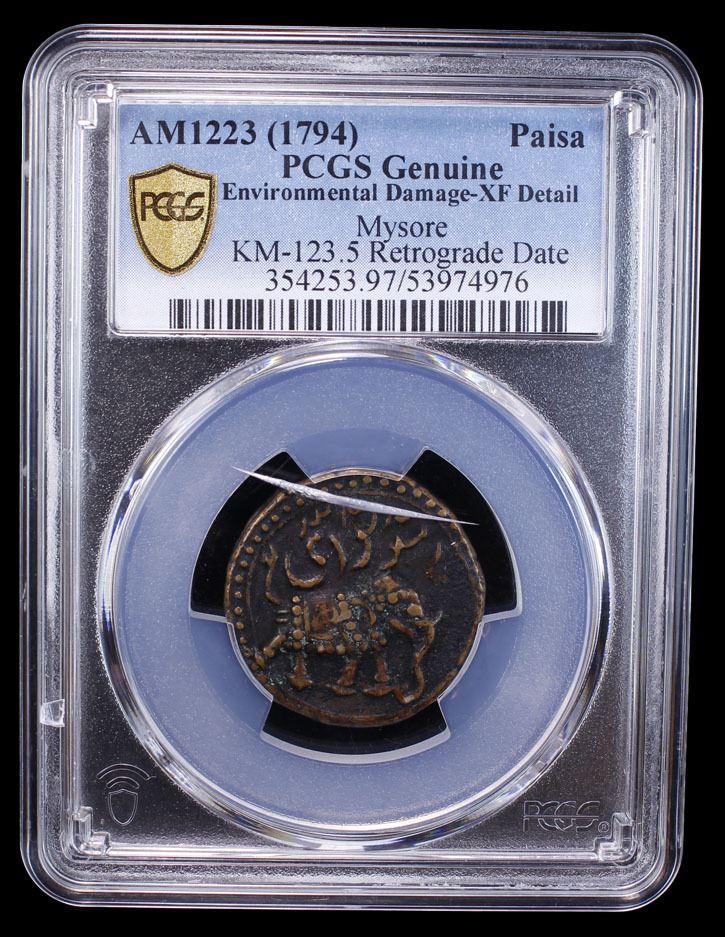 AM1223 (1794) Paisa
PCGS Genuine
PCGS
Environmental Damage-XF Detail
Mysore
KM-123.5 Retrograde Date
354253.97/53974976
PCGS